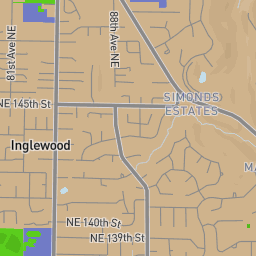 81st Ave NE
88th Ave NE
NE 145th St
SIMONDS
ESTATES
Inglewood
NE 140th St
NE 139th St